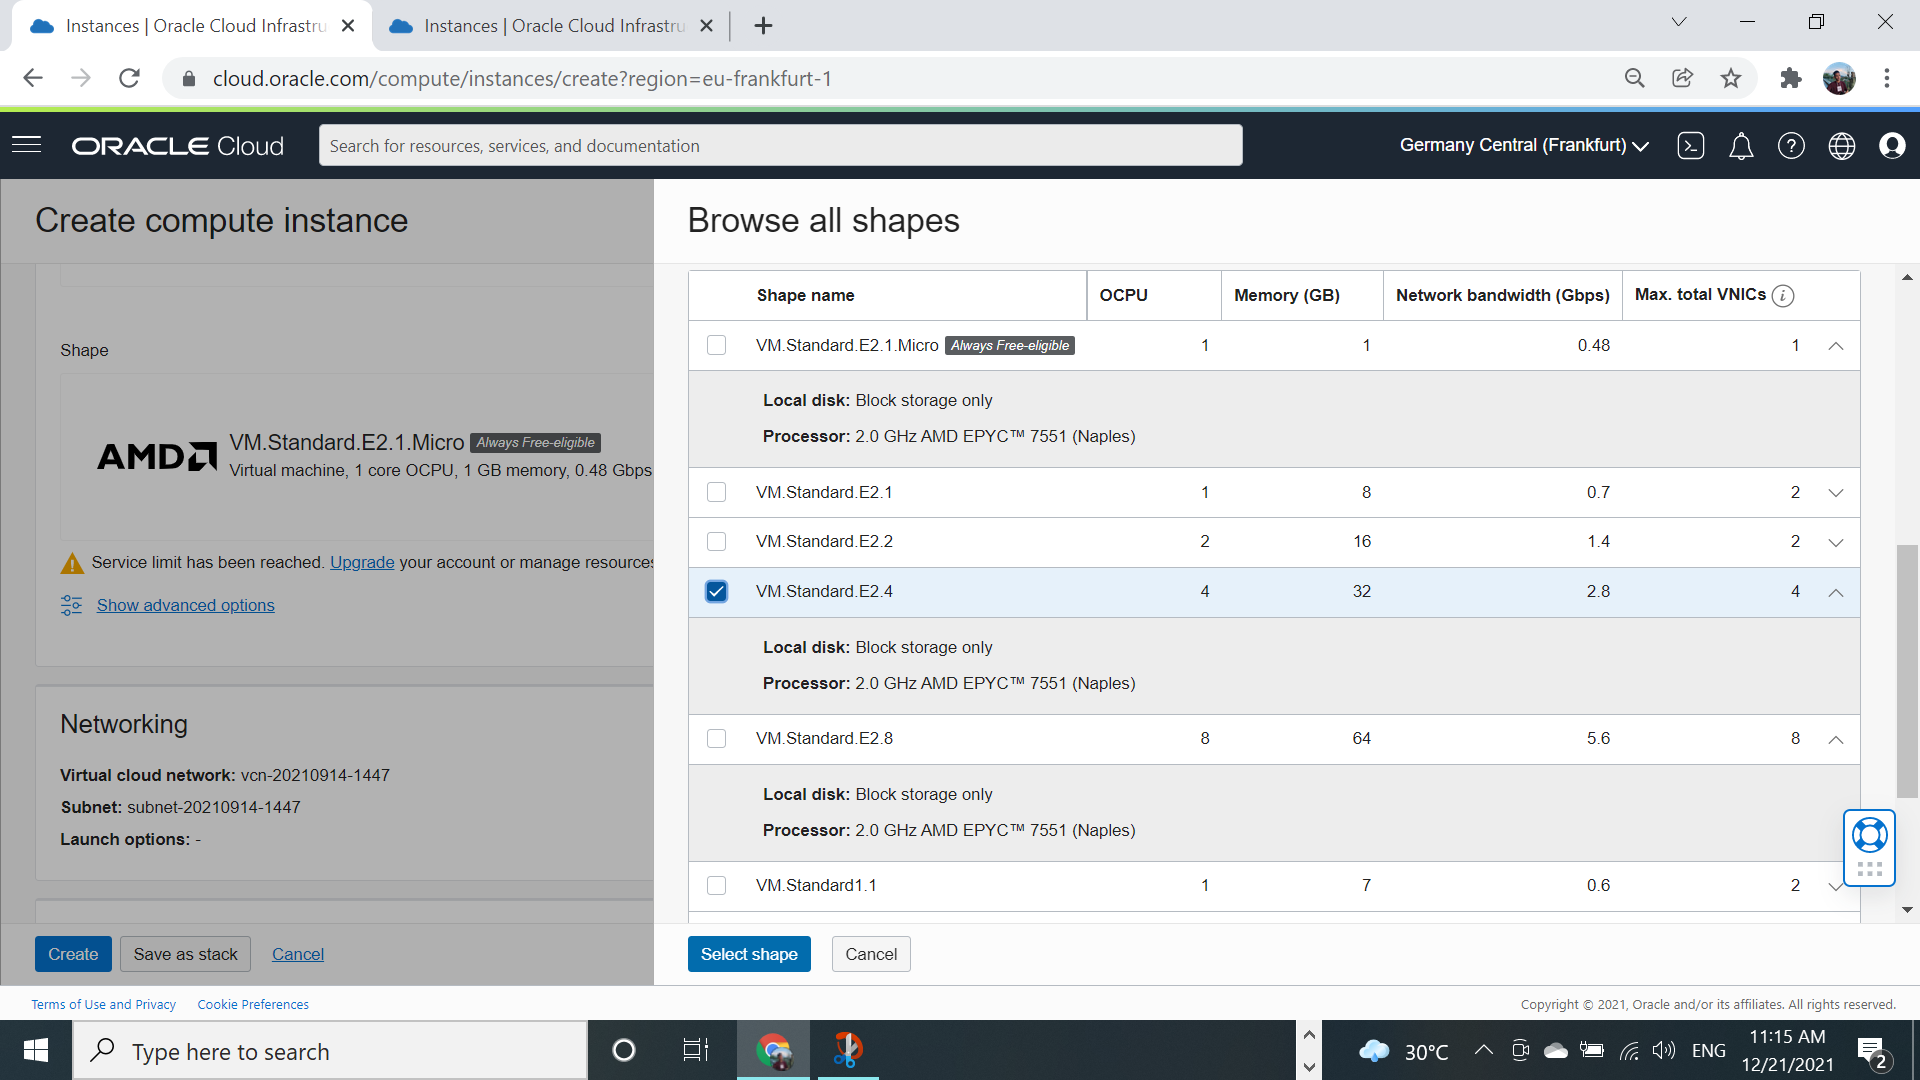 Instances | Oracle Cloud Infrastru
Instances | Oracle Cloud Infrastru
cloud.oracle.com/compute/instances/create?region=eu-frankfurt-1
ORACLE Cloud
Search for resources, services, and documentation
Germany Central (Frankfurt)
Create compute instance
Shape
AMD
VM.Standard.E2.1.Micro Always Free-eligible
Virtual machine, 1 core OCPU, 1 GB memory, 0.48 Gbps
Service limit has been reached. Upgrade your account or manage resources
Show advanced options
Networking
Virtual cloud network: vcn-20210914-1447
Subnet: subnet-20210914-1447
Launch options: -
Create Save as stack Cancel
Browse all shapes
Shape name OCPU Memory (GB) Network bandwidth (Gbps) Max. total VNICs i
VM.Standard.E2.1.Micro Always Free-eligible 1 1 0.48 1
Local disk: Block storage only
Processor: 2.0 GHz AMD EPYC™ 7551 (Naples)
VM.Standard.E2.1 1 8 0.7 2
VM.Standard.E2.2 2 16 1.4 2
VM.Standard.E2.4 4 32 2.8 4
Local disk: Block storage only
Processor: 2.0 GHz AMD EPYC™ 7551 (Naples)
VM.Standard.E2.8 8 64 5.6 8
Local disk: Block storage only
Processor: 2.0 GHz AMD EPYC™ 7551 (Naples)
VM.Standard1.1 1 7 0.6 2
Select shape Cancel
Terms of Use and Privacy Cookie Preferences
Copyright © 2021, Oracle and/or its affiliates. All rights reserved.
Type here to search
30°C
ENG
11:15 AM
12/21/2021
2